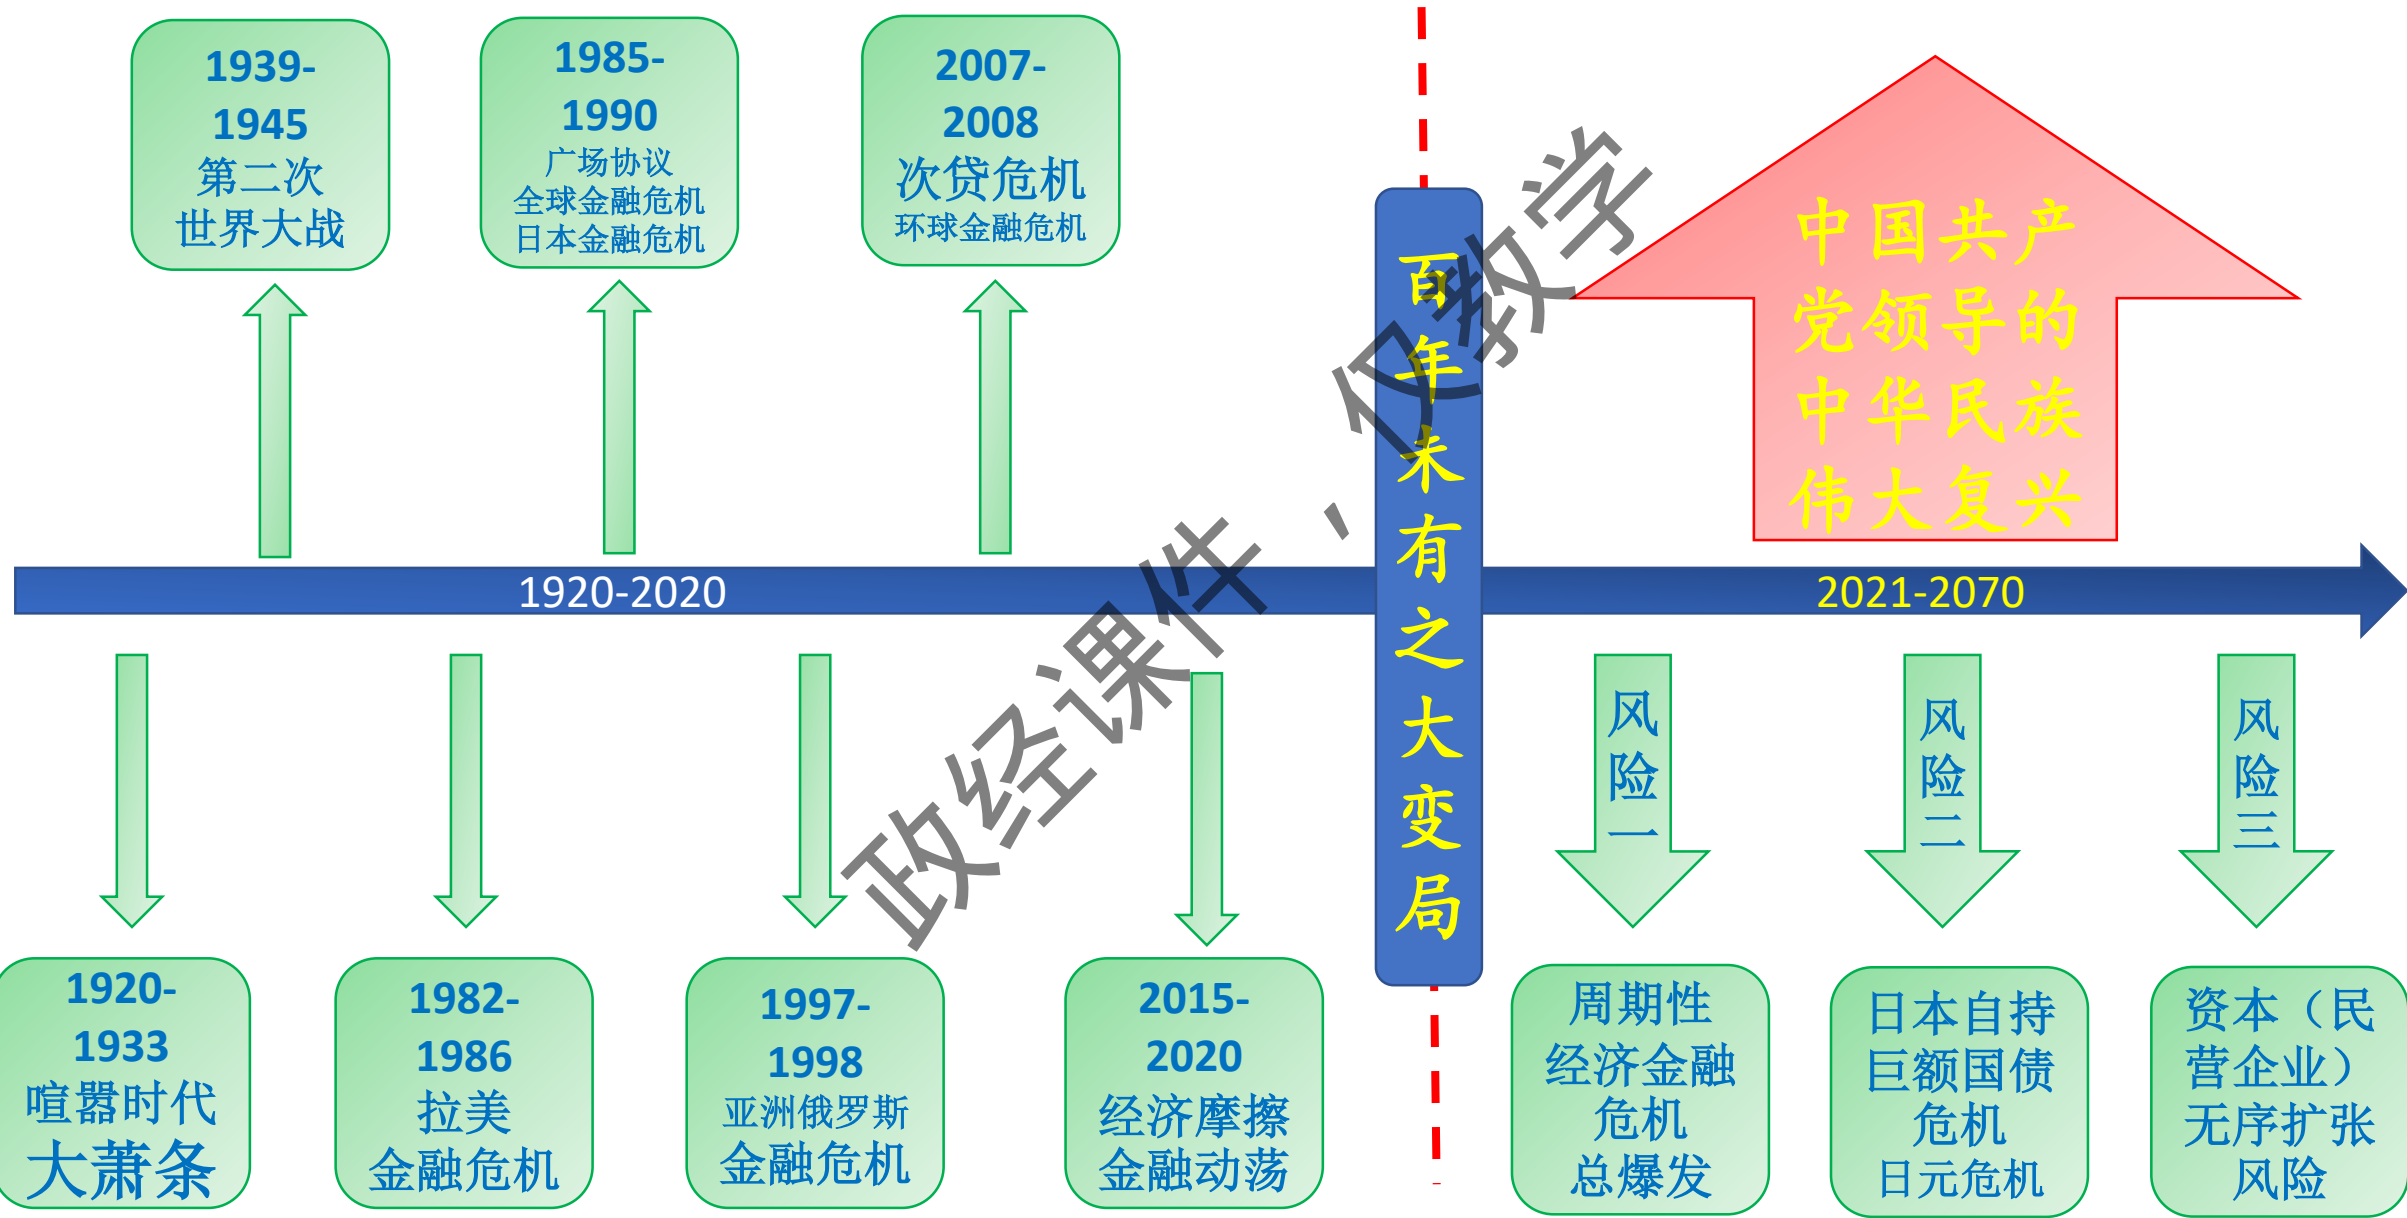 1939-
1945
第二次
世界大战
1985-
1990
广场协议
全球金融危机
日本金融危机
2007-
2008
次贷危机
环球金融危机
中国共产
党领导的
中华民族
伟大复兴
百年未有之大变局
1920-2020
2021-2070
风险一
风险二
风险三
1920-
1933
喧嚣时代
大萧条
1982-
1986
拉美
金融危机
1997-
1998
亚洲俄罗斯
金融危机
2015-
2020
经济摩擦
金融动荡
周期性
经济金融
危机
总爆发
日本自持
巨额国债
危机
日元危机
资本（民
营企业）
无序扩张
风险
政经课件，仅教学